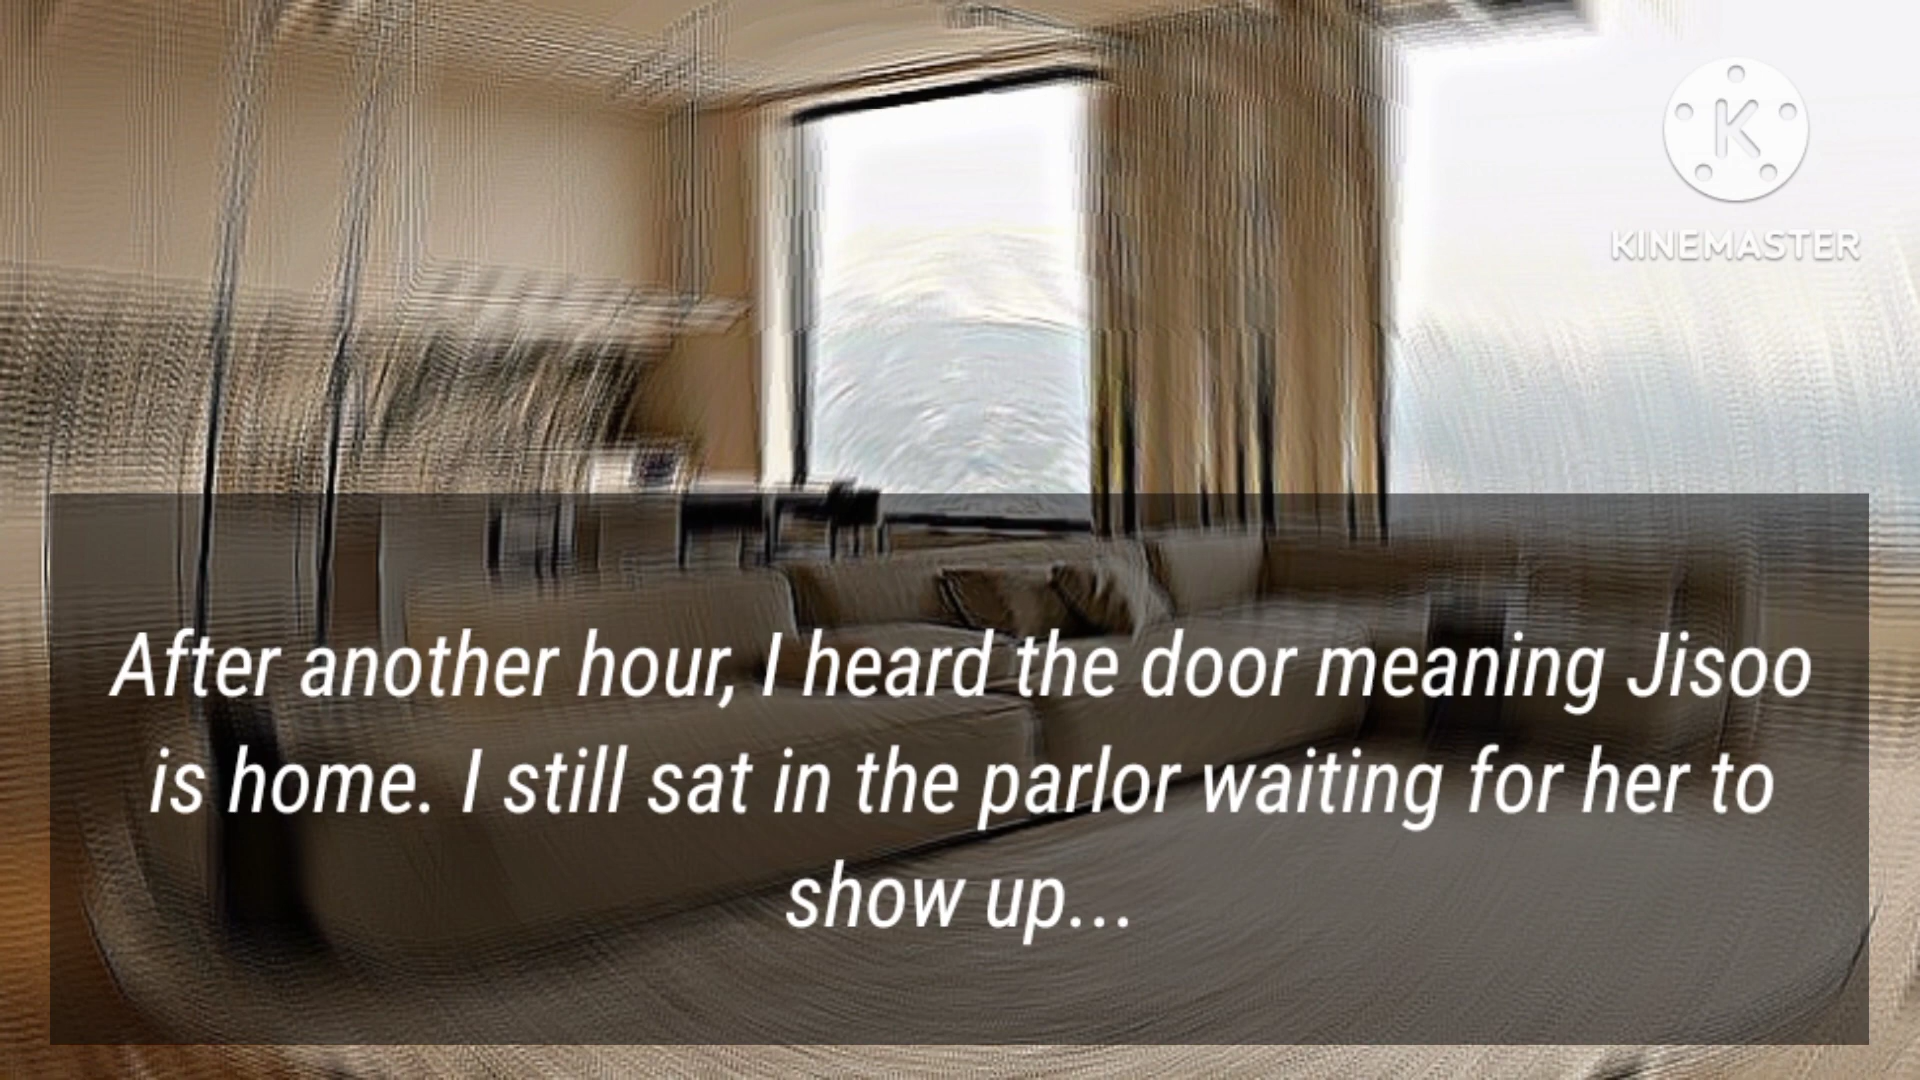 K
KINEMASTER
After another hour, I heard the door meaning Jisoo
is home. I still sat in the parlor waiting for her to
show up...